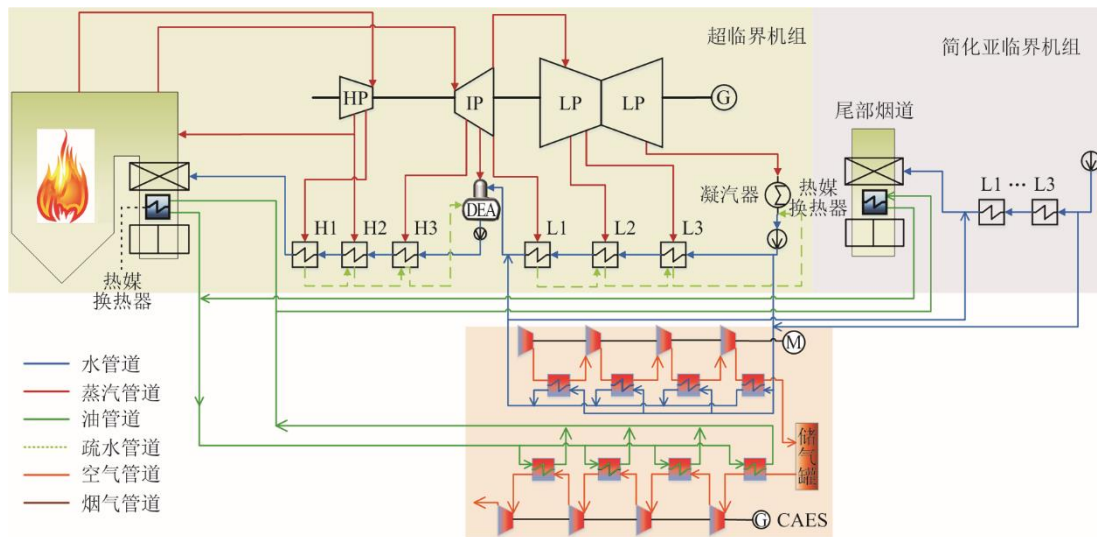 超临界机组
简化亚临界机组
HP
IP
LP
LP
G
尾部烟道
凝汽器
热媒
换热器
DEA
L1 … L3
H1
H2
H3
L1
L2
L3
热媒
换热器
M
水管道
蒸汽管道
油管道
疏水管道
空气管道
烟气管道
储
气
罐
G
CAES